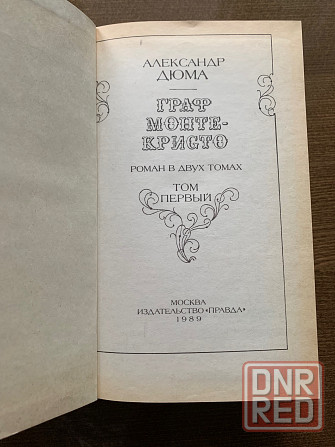 АЛЕКСАНДР
ДЮМА
ГРАФ
МОНТЕ-
КРИСТО
РОМАН В ДВУХ ТОМАХ
ТОМ
ПЕРВЫЙ
МОСКВА
ИЗДАТЕЛЬСТВО «ПРАВДА»
1989
DNR
RED